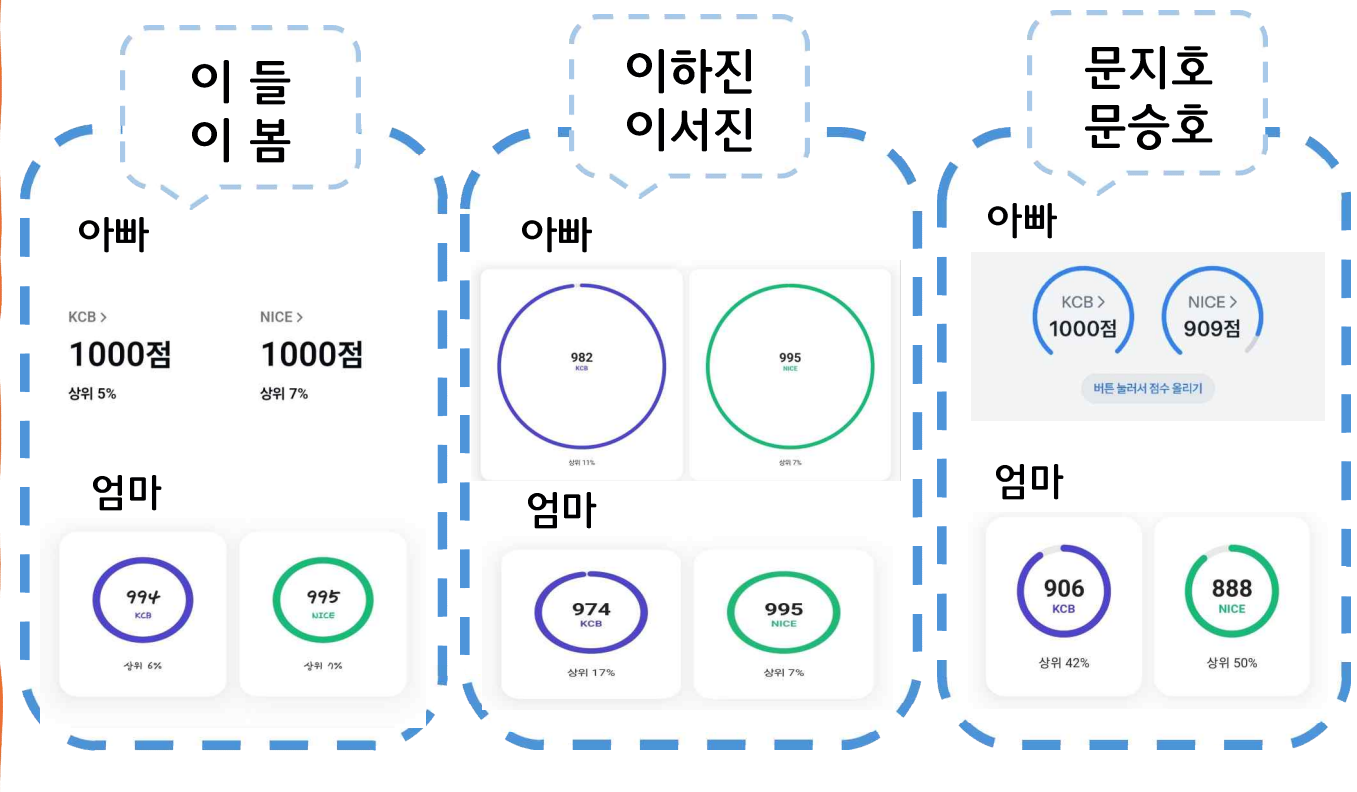 이 들
이 봄
아빠
KCB >
1000점
상위 5%
NICE >
1000점
상위 7%
엄마
994
KCB
상위 6%
995
NICE
상위 7%
이하진
이서진
아빠
982
KCB
상위 11%
995
NICE
상위 7%
엄마
974
KCB
상위 17%
995
NICE
상위 7%
문지호
문승호
아빠
KCB >
1000점
NICE >
909점
버튼 눌러서 점수 올리기
엄마
906
KCB
상위 42%
888
NICE
상위 50%